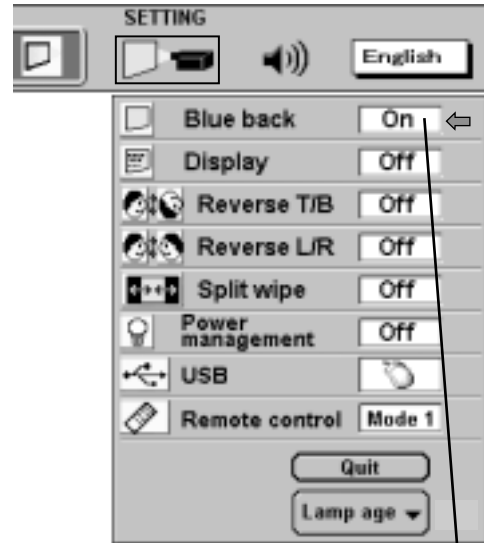 SETTING
English
Blue back On
Display Off
Reverse T/B Off
Reverse L/R Off
Split wipe Off
Power management Off
USB
Remote control Mode 1
Quit
Lamp age